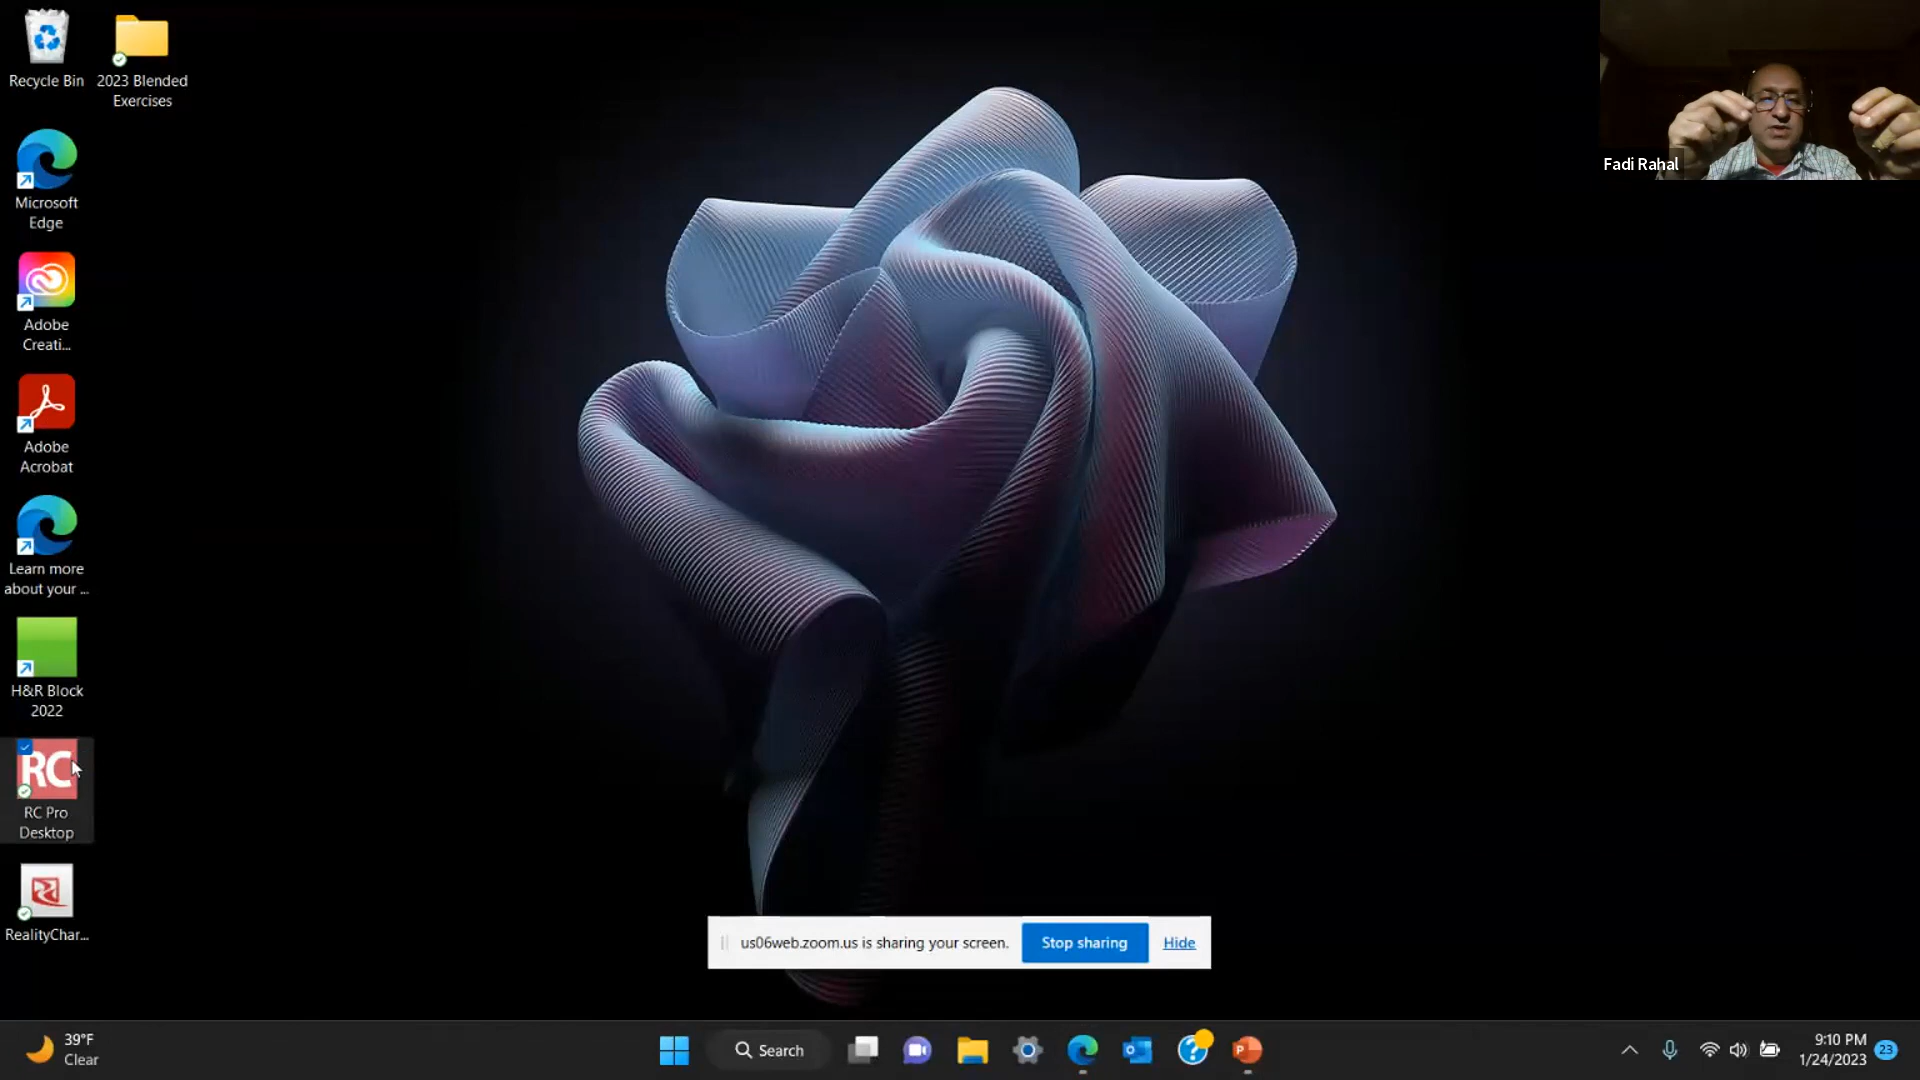 Recycle Bin
2023 Blended
Exercises
Microsoft
Edge
Adobe
Creati...
Adobe
Acrobat
Learn more
about your ...
H&R Block
2022
RC
RC Pro
Desktop
RealityChar...
Fadi Rahal
us06web.zoom.us is sharing your screen.
Stop sharing
Hide
39°F
Clear
Search
9:10 PM
1/24/2023
23